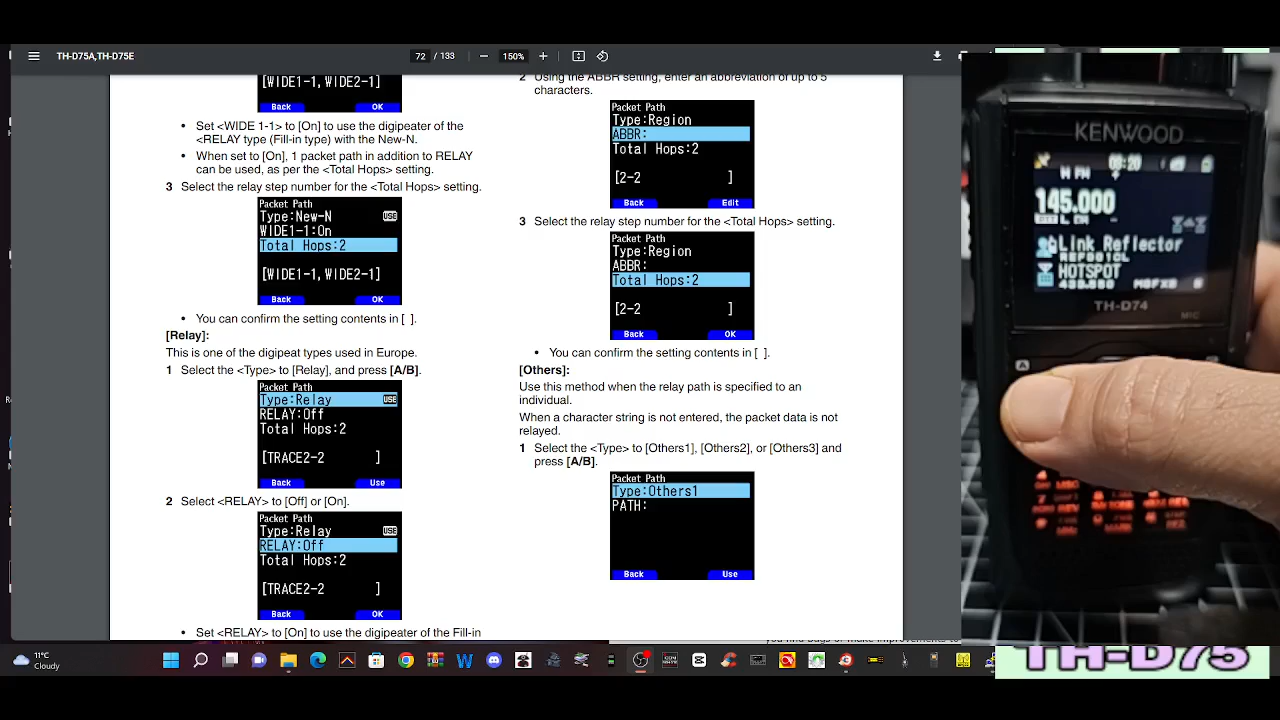 TH-D75A,TH-D75E
72 / 133
150%
[WIDE1-1, WIDE2-1]
Back OK
• Set <WIDE 1-1> to [On] to use the digipeater of the
<RELAY type (Fill-in type) with the New-N.
• When set to [On], 1 packet path in addition to RELAY
can be used, as per the <Total Hops> setting.
3 Select the relay step number for the <Total Hops> setting.
Packet Path
Type:New-N USE
WIDE1-1:On
Total Hops:2
[WIDE1-1, WIDE2-1]
Back OK
• You can confirm the setting contents in [ ].
[Relay]:
This is one of the digipeat types used in Europe.
1 Select the <Type> to [Relay], and press [A/B].
Packet Path
Type:Relay USE
RELAY:Off
Total Hops:2
[TRACE2-2 ]
Back Use
2 Select <RELAY> to [Off] or [On].
Packet Path
Type:Relay USE
RELAY:Off
Total Hops:2
[TRACE2-2 ]
Back OK
• Set <RELAY> to [On] to use the digipeater of the Fill-in
2 Using the ABBR setting, enter an abbreviation of up to 5
characters.
Packet Path
Type:Region
ABBR:
Total Hops:2
[2-2 ]
Back Edit
3 Select the relay step number for the <Total Hops> setting.
Packet Path
Type:Region
ABBR:
Total Hops:2
[2-2 ]
Back OK
• You can confirm the setting contents in [ ].
[Others]:
Use this method when the relay path is specified to an
individual.
When a character string is not entered, the packet data is not
relayed.
1 Select the <Type> to [Others1], [Others2], or [Others3] and
press [A/B].
Packet Path
Type:Others1
PATH:
Back Use
KENWOOD
09:20
145.000
Link Reflector
REF001CL
HOTSPOT
TH-D74
MIC
A
11°C
Cloudy
TH-D75